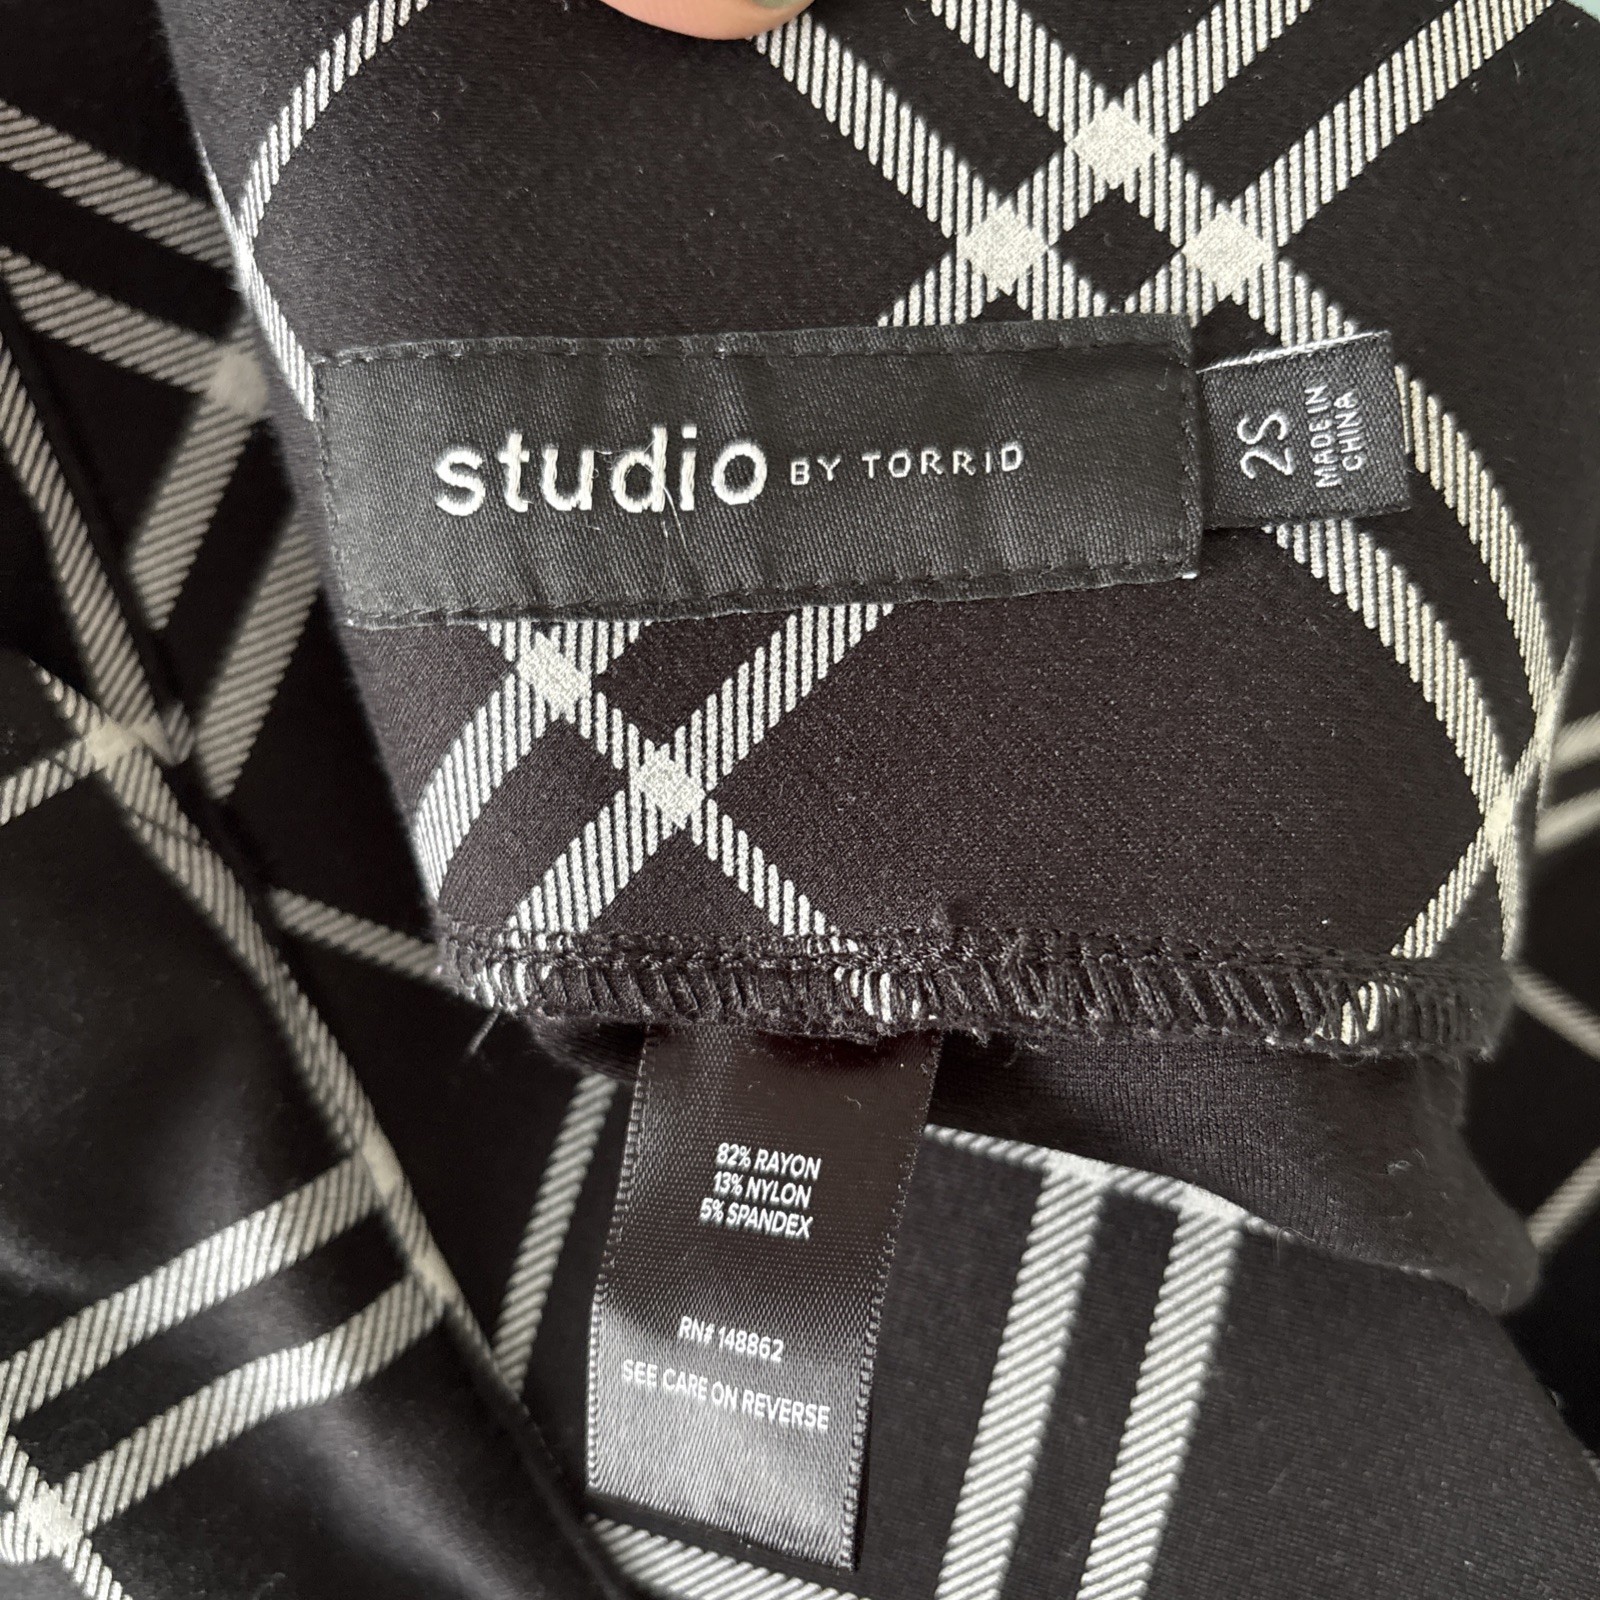 studio BY TORRID
2S
MADE IN
CHINA
82% RAYON
13% NYLON
5% SPANDEX
RN# 148862
SEE CARE ON REVERSE